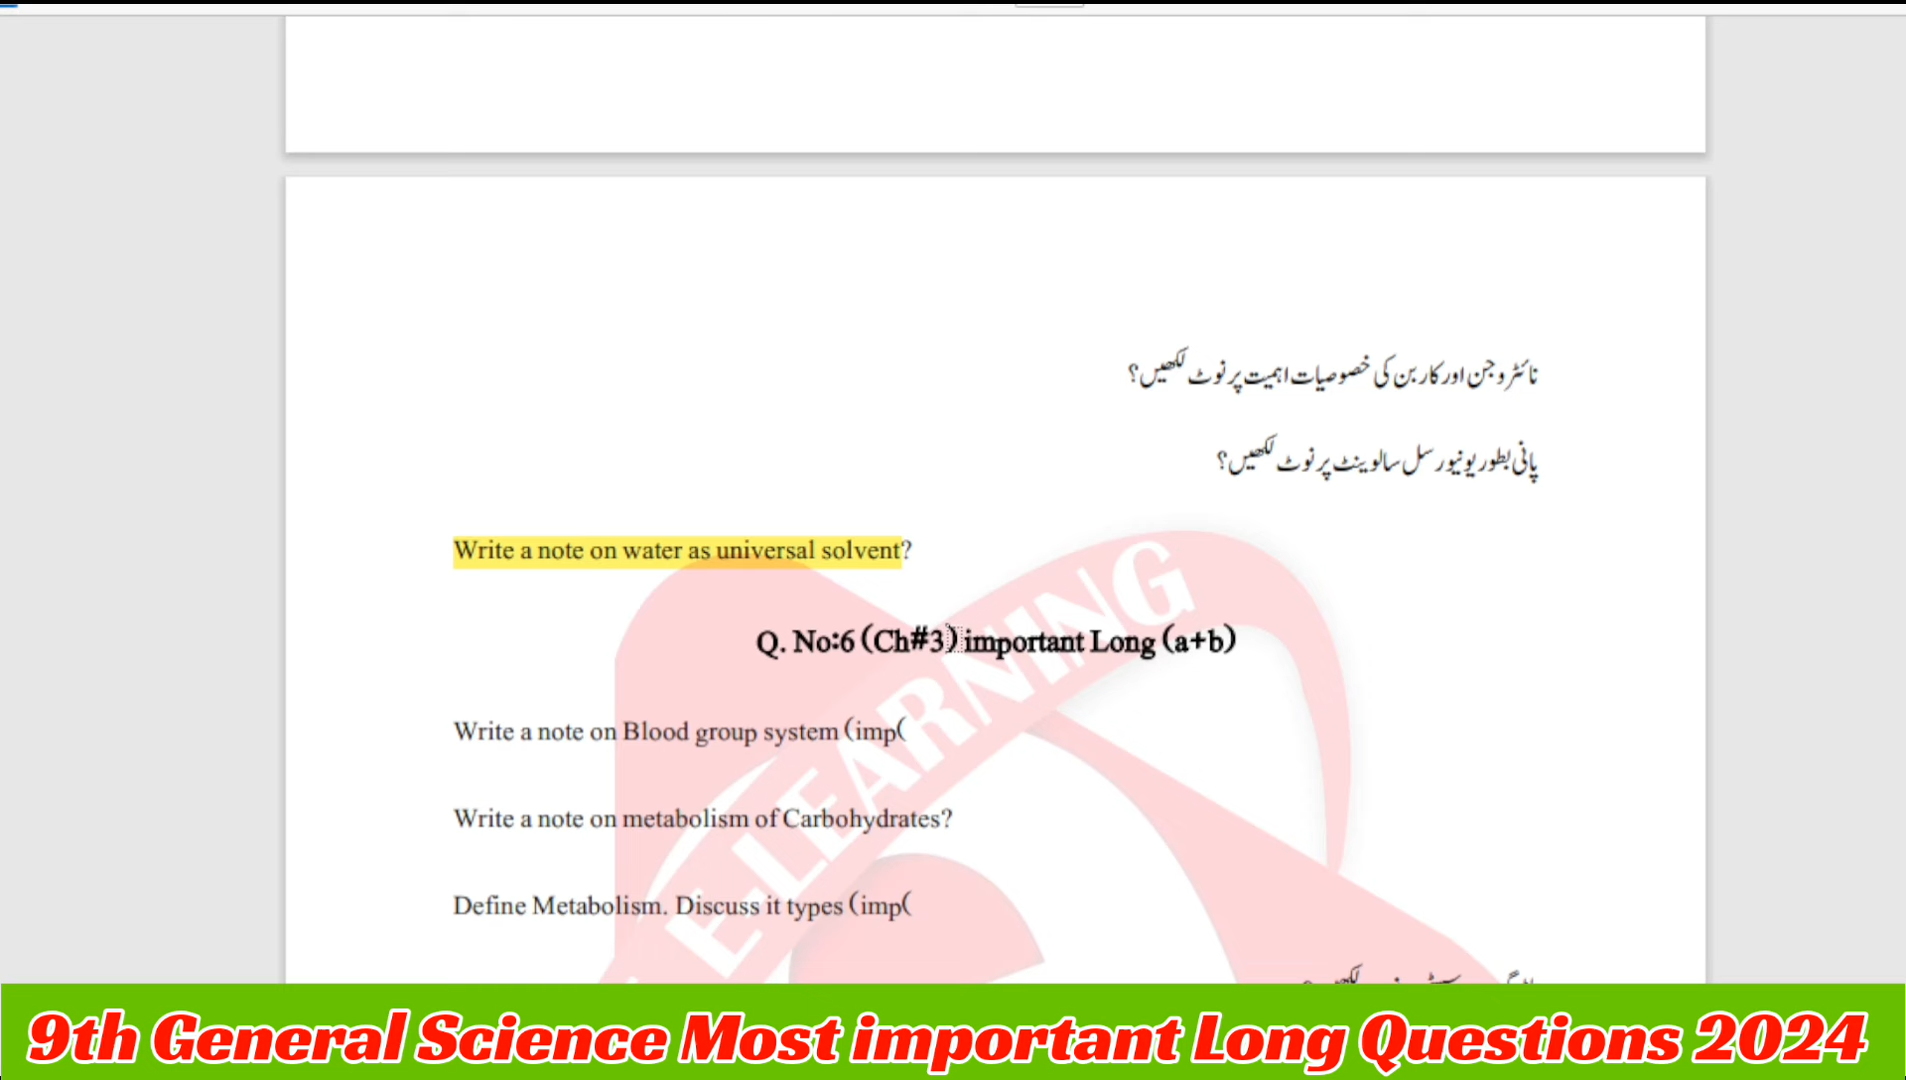 نائٹروجن اور کاربن کی خصوصیات اہمیت پر نوٹ لکھیں؟
پانی بطور یونیورسل سالوینٹ پر نوٹ لکھیں؟
Write a note on water as universal solvent?
Q. No:6 (Ch#3) important Long (a+b)
Write a note on Blood group system (imp(
Write a note on metabolism of Carbohydrates?
Define Metabolism. Discuss it types (imp(
E-LEARNING
9th General Science Most important Long Questions 2024